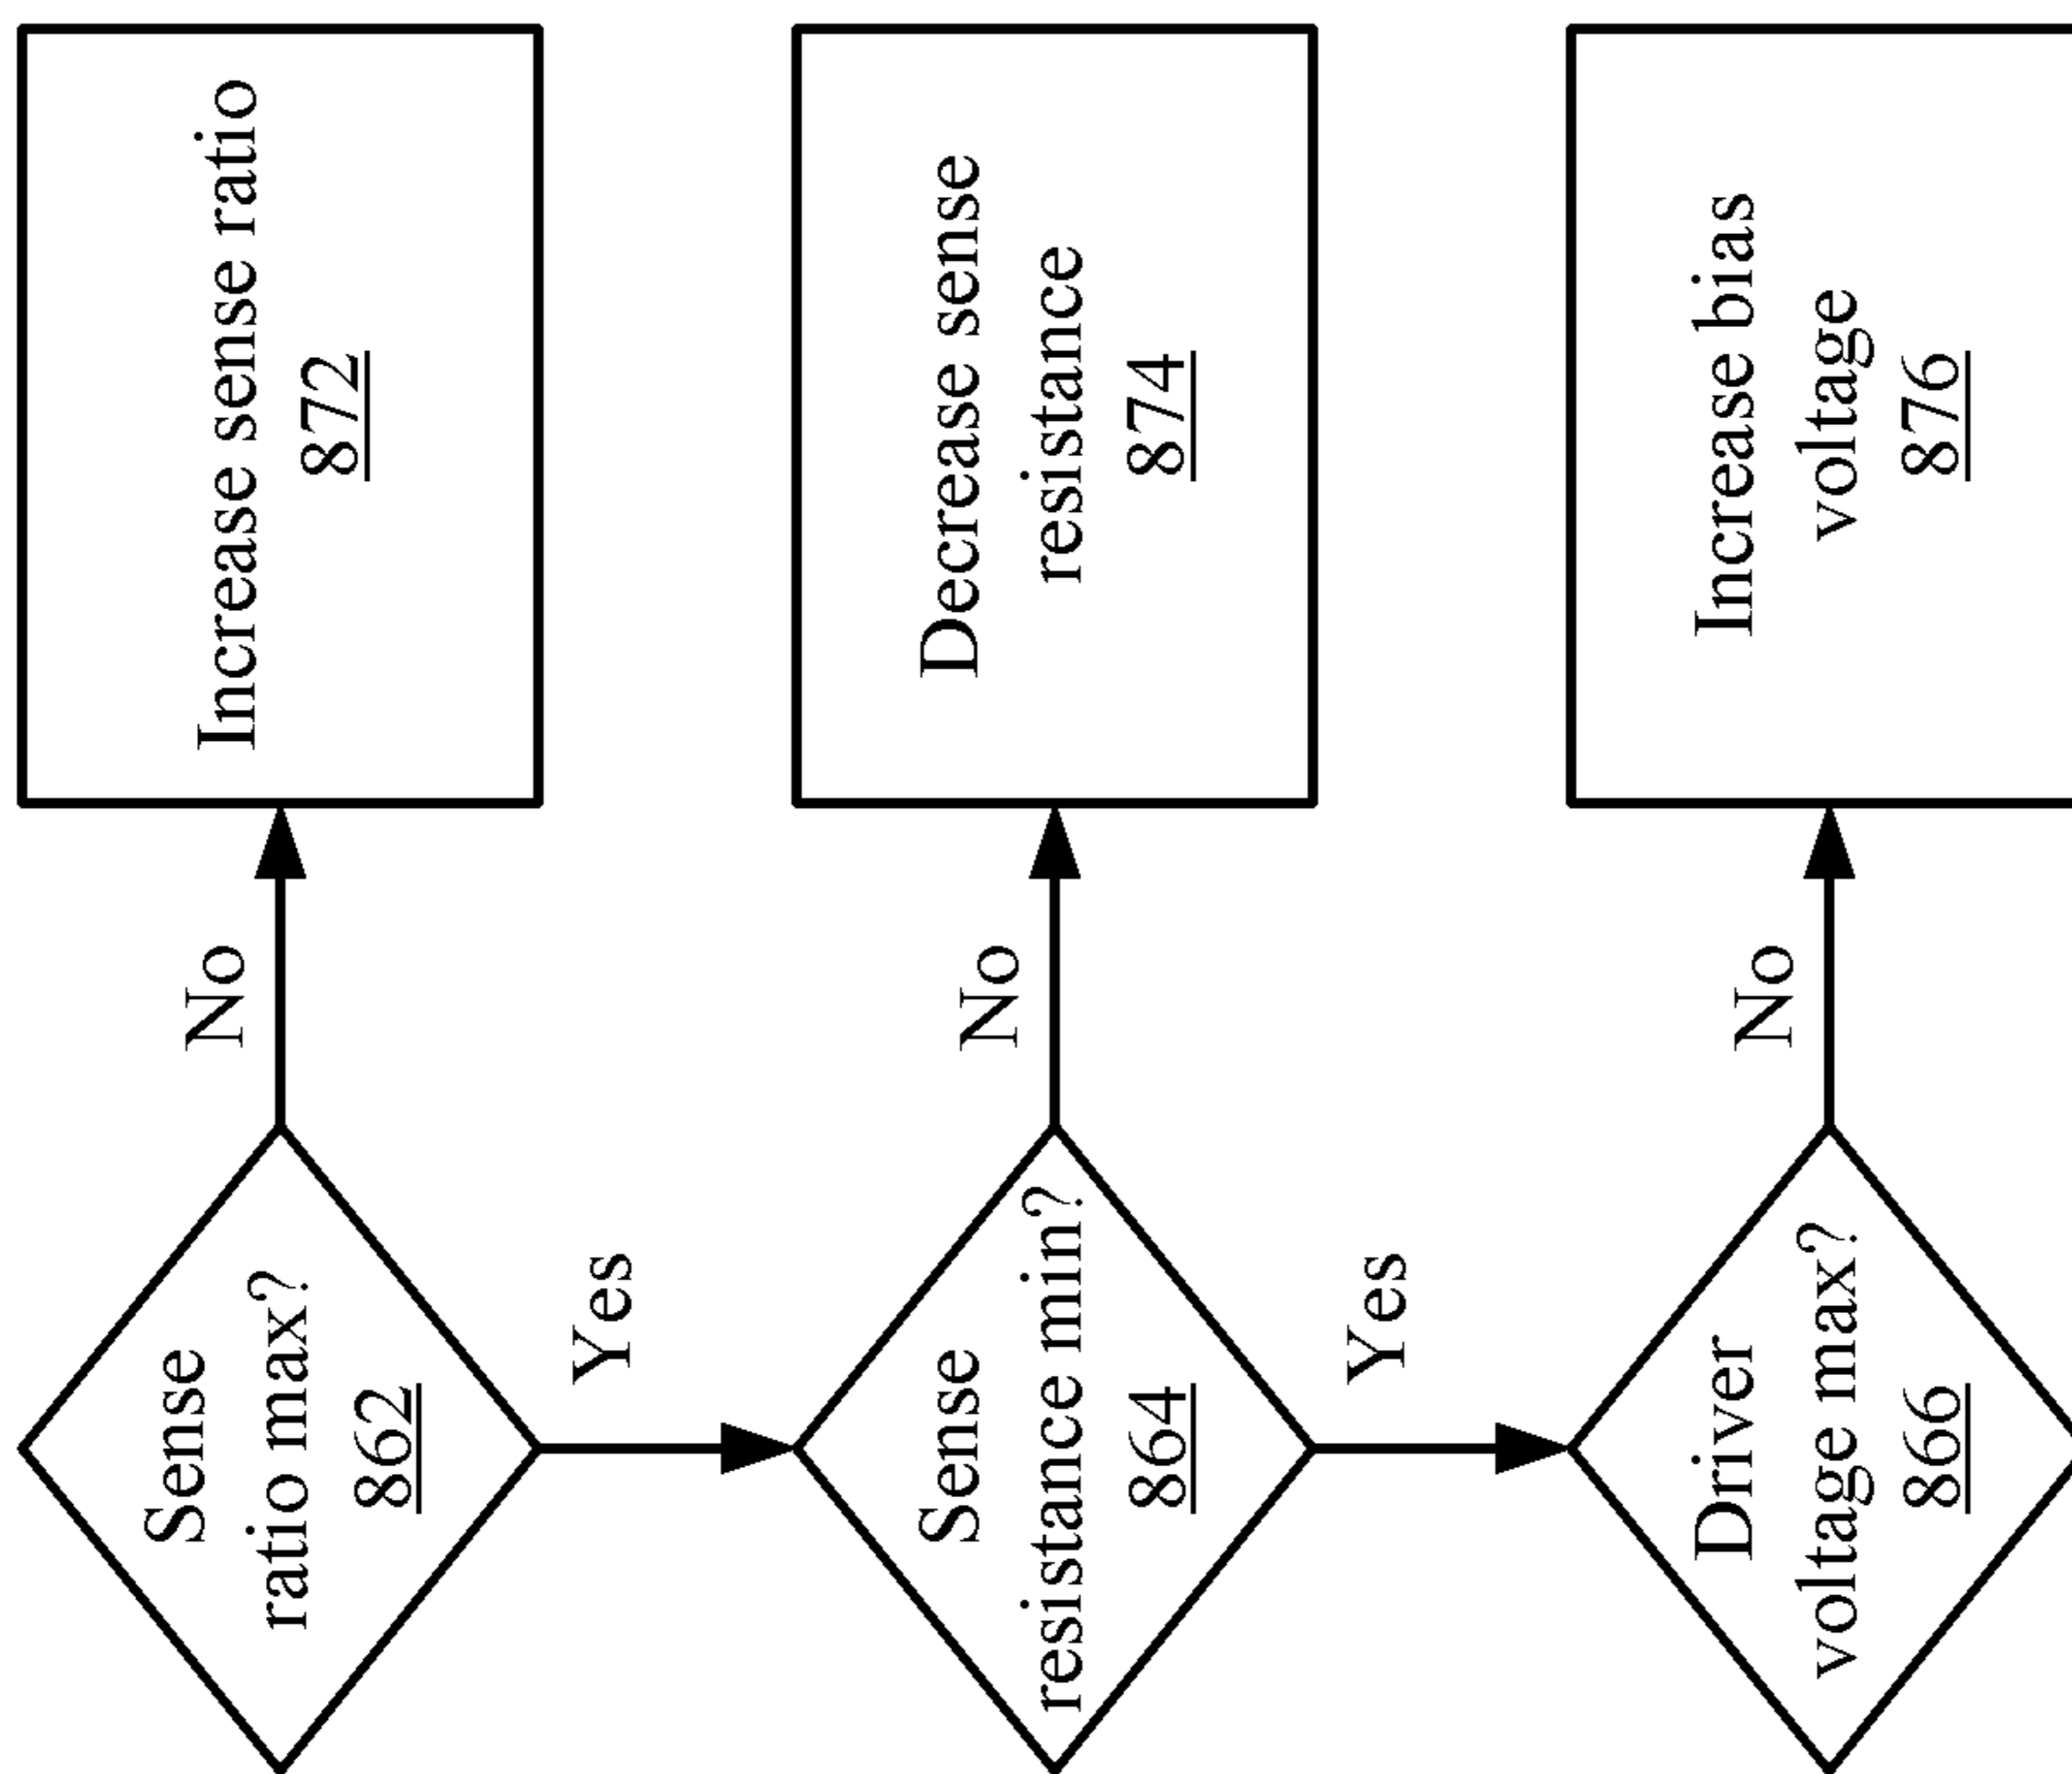 Sense
ratio max?
862
No
Increase sense ratio
872
Yes
Sense
resistance min?
864
No
Decrease sense
resistance
874
Yes
Driver
voltage max?
866
No
Increase bias
voltage
876